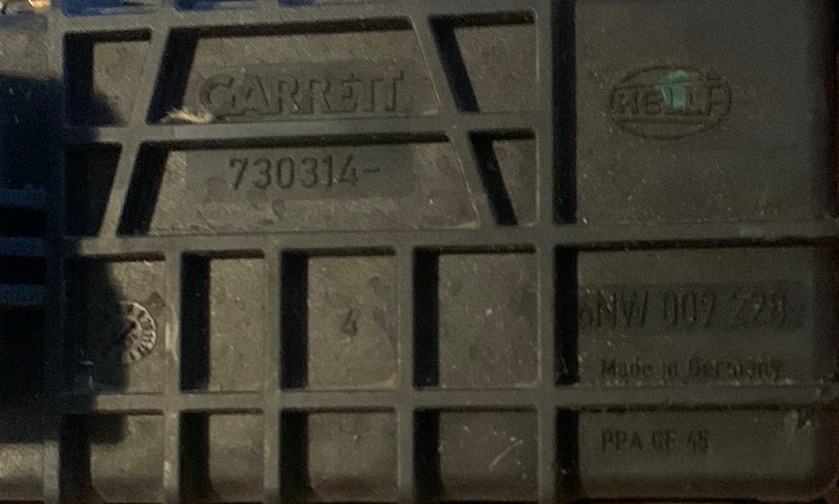 GARRETT
HELLA
730314-
4
6NW 009 228
Made in Germany
PPA GF 45